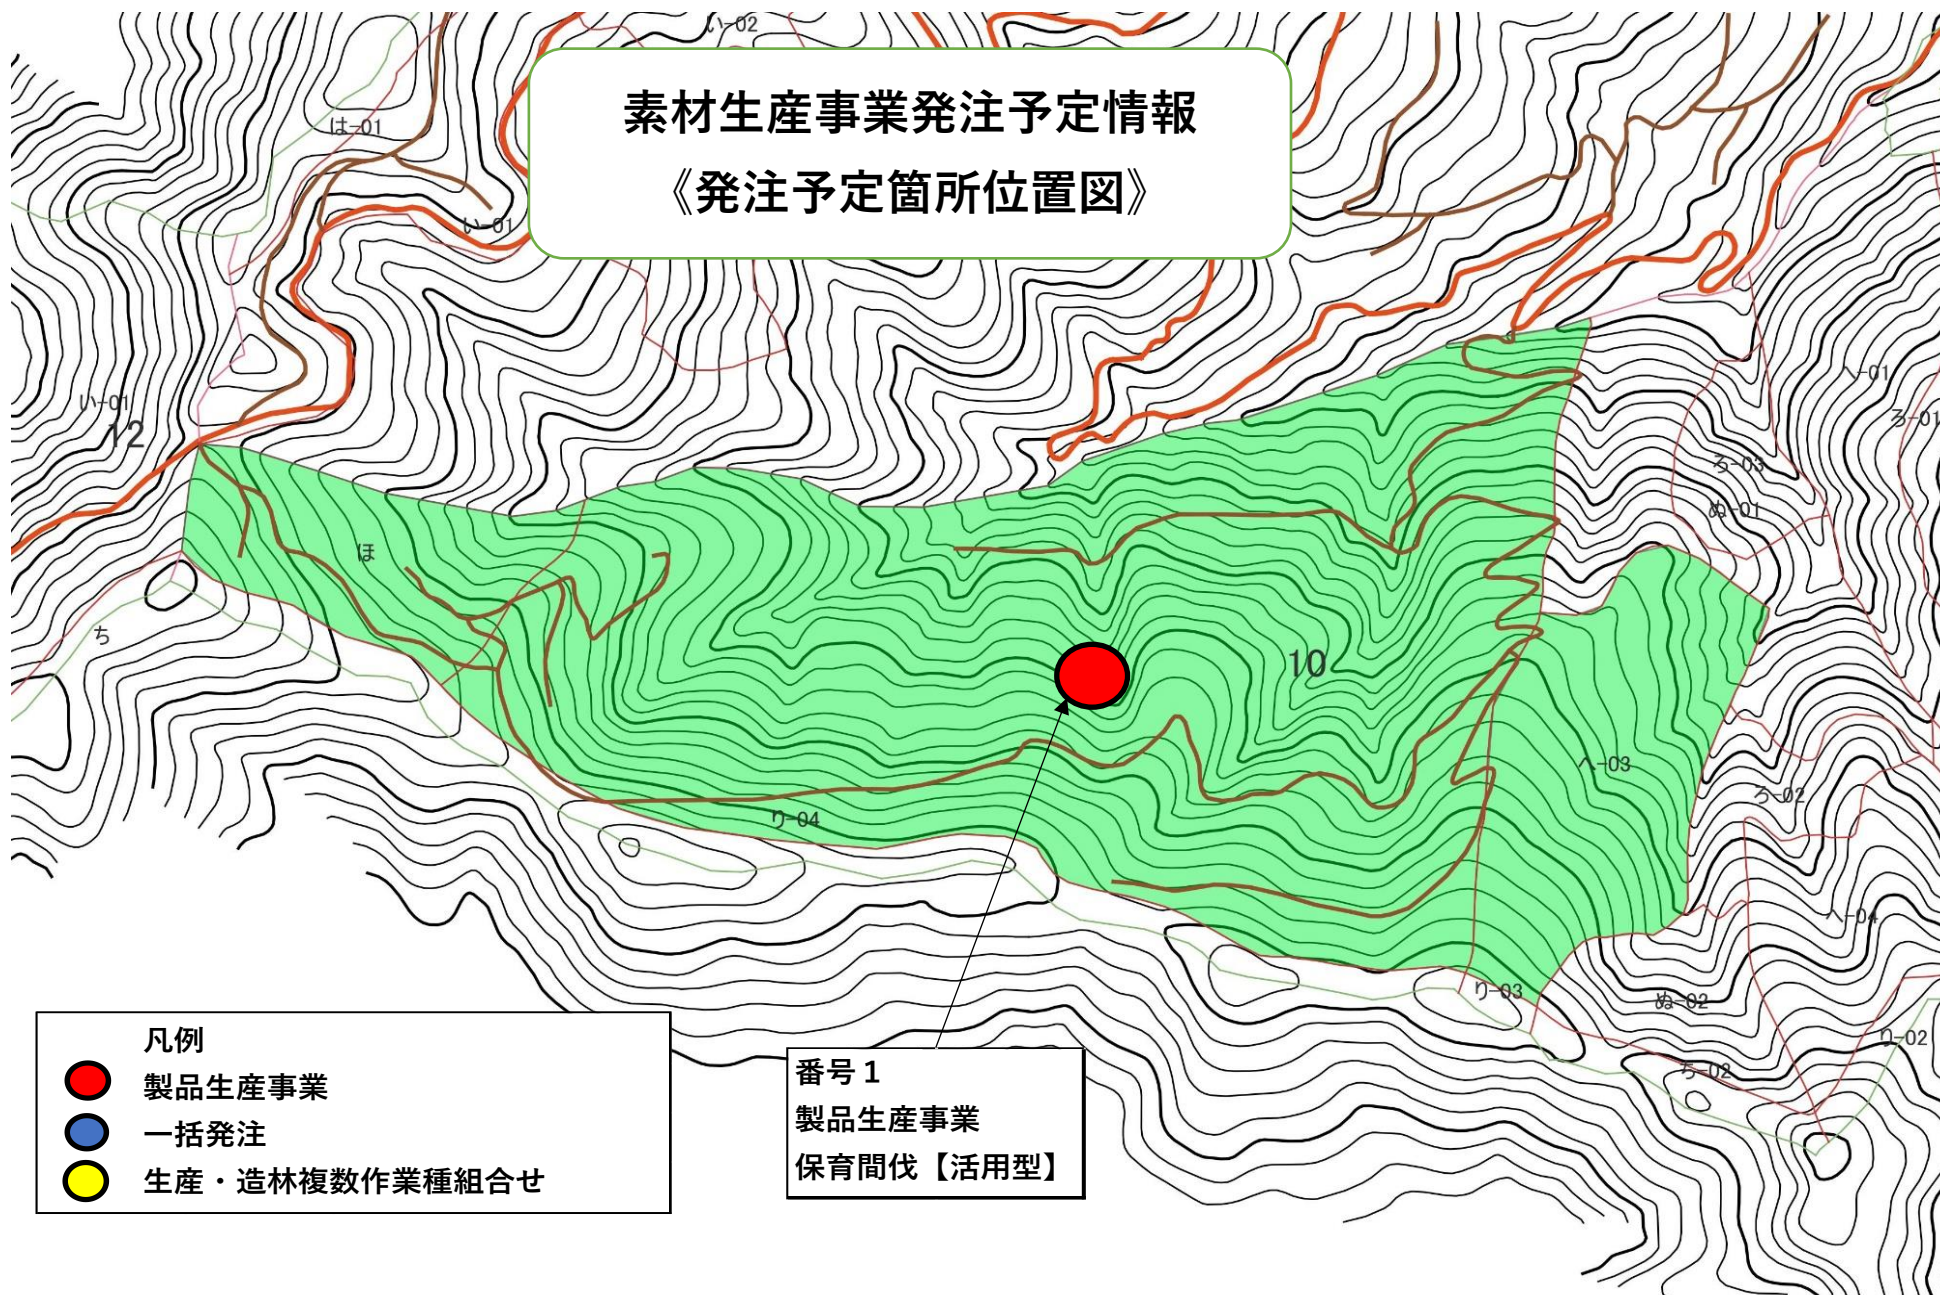 い-02
素材生産事業発注予定情報
《発注予定箇所位置図》
は-01
い-01
い-01
12
へ-01
ろ-01
ろ-03
ぬ-01
ほ
ち
10
へ-03
ろ-02
り-04
へ-04
り-03
ぬ-02
り-02
ち-02
凡例
製品生産事業
一括発注
生産・造林複数作業種組合せ
番号1
製品生産事業
保育間伐【活用型】